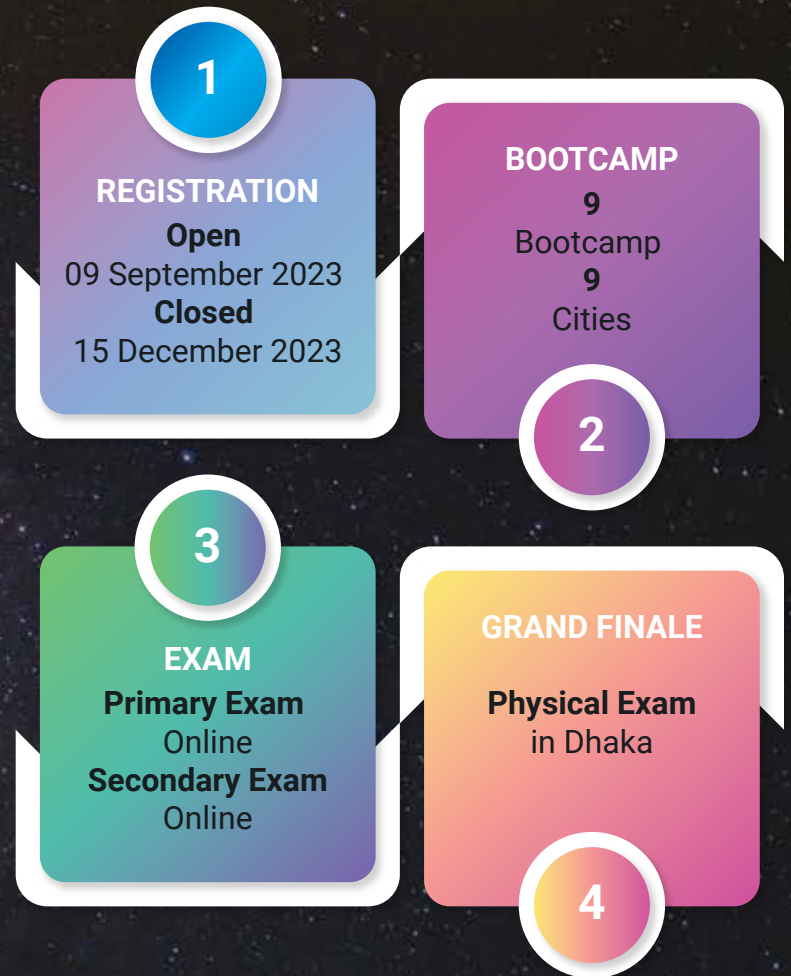 1
REGISTRATION
Open
09 September 2023
Closed
15 December 2023
BOOTCAMP
9
Bootcamp
9
Cities
2
3
EXAM
Primary Exam
Online
Secondary Exam
Online
GRAND FINALE
Physical Exam
in Dhaka
4